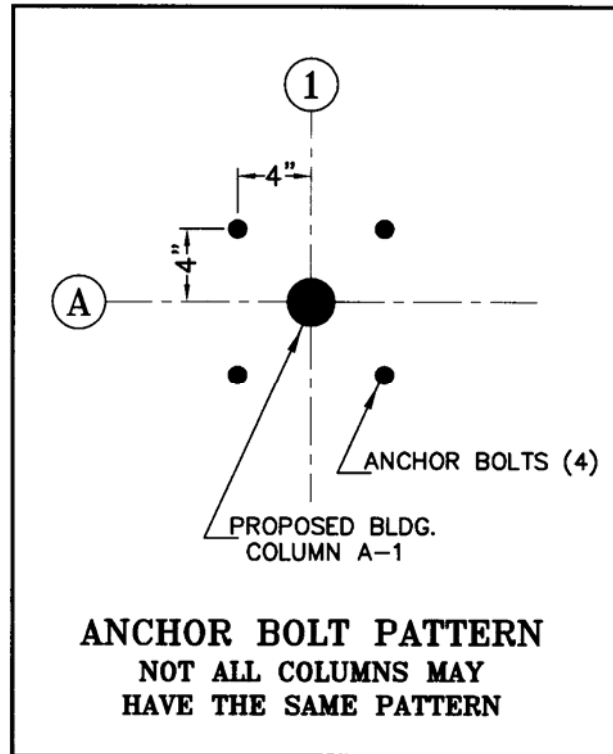 1
4"
4"
A
ANCHOR BOLTS (4)
PROPOSED BLDG.
COLUMN A-1
ANCHOR BOLT PATTERN
NOT ALL COLUMNS MAY
HAVE THE SAME PATTERN